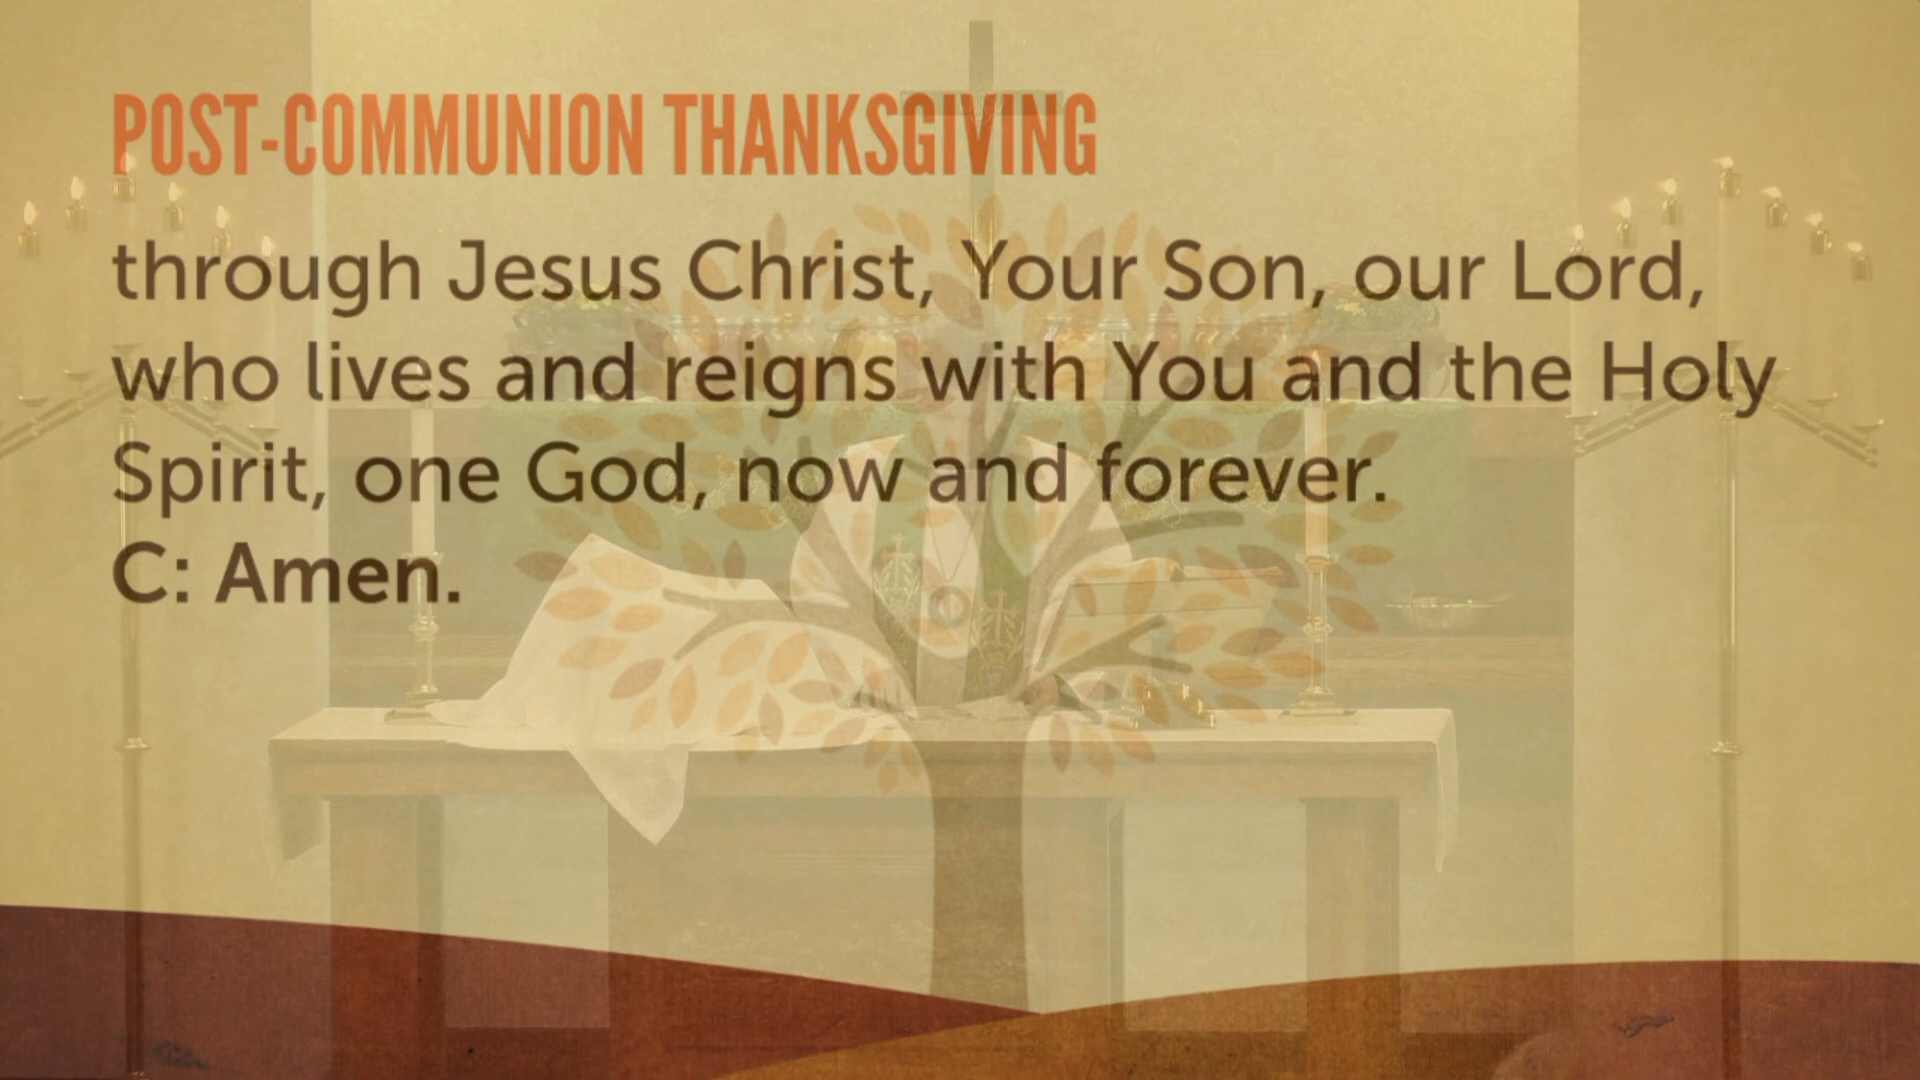 POST-COMMUNION THANKSGIVING
through Jesus Christ, Your Son, our Lord,
who lives and reigns with You and the Holy
Spirit, one God, now and forever.
C: Amen.